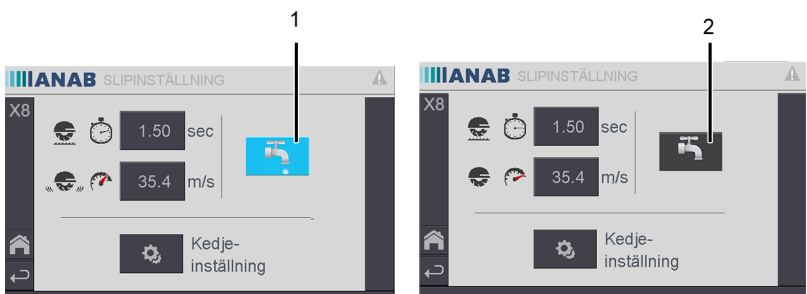 1
ANAB SLIPINSTÄLLNING
X8
1.50 sec
35.4 m/s
Kedje-
inställning
2
ANAB SLIPINSTÄLLNING
X8
1.50 sec
35.4 m/s
Kedje-
inställning